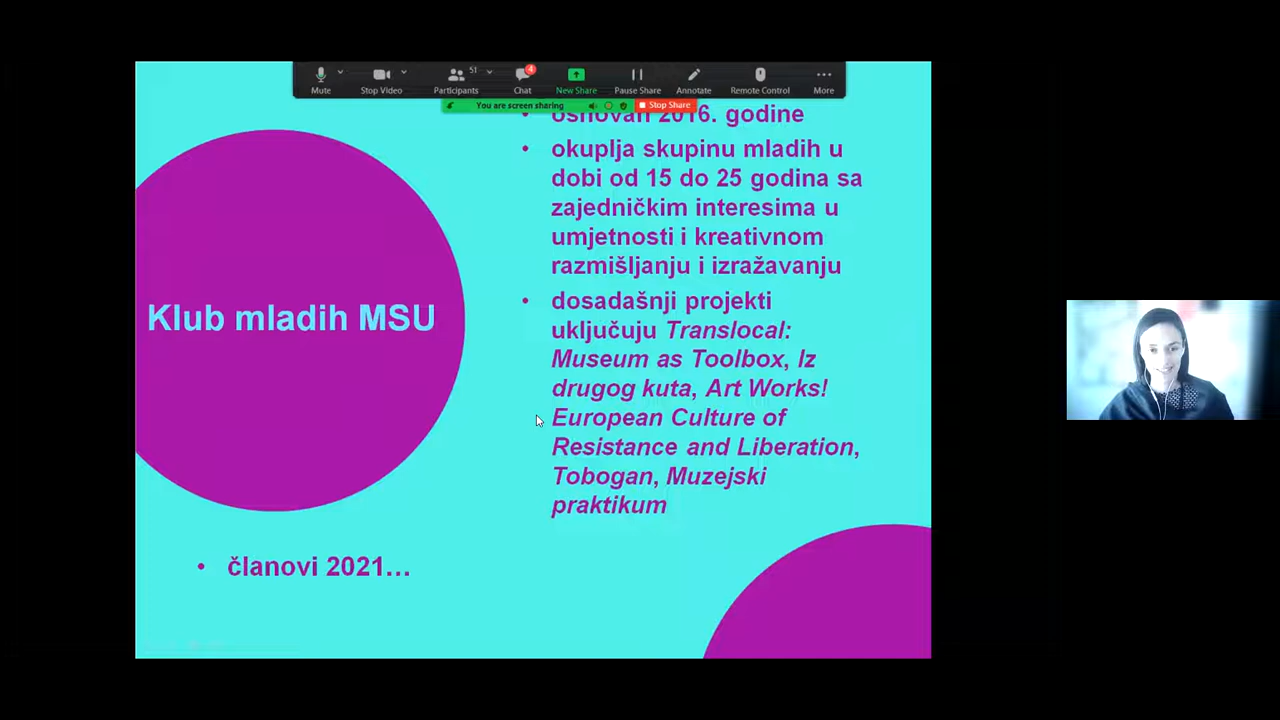 51
4
Mute
Stop Video
Participants
Chat
New Share
Pause Share
Annotate
Remote Control
More
You are screen sharing
Stop Share
Klub mladih MSU
• članovi 2021...
• osnovan 2016. godine
• okuplja skupinu mladih u
dobi od 15 do 25 godina sa
zajedničkim interesima u
umjetnosti i kreativnom
razmišljanju i izražavanju
• dosadašnji projekti
uključuju Translocal:
Museum as Toolbox, Iz
drugog kuta, Art Works!
European Culture of
Resistance and Liberation,
Tobogan, Muzejski
praktikum